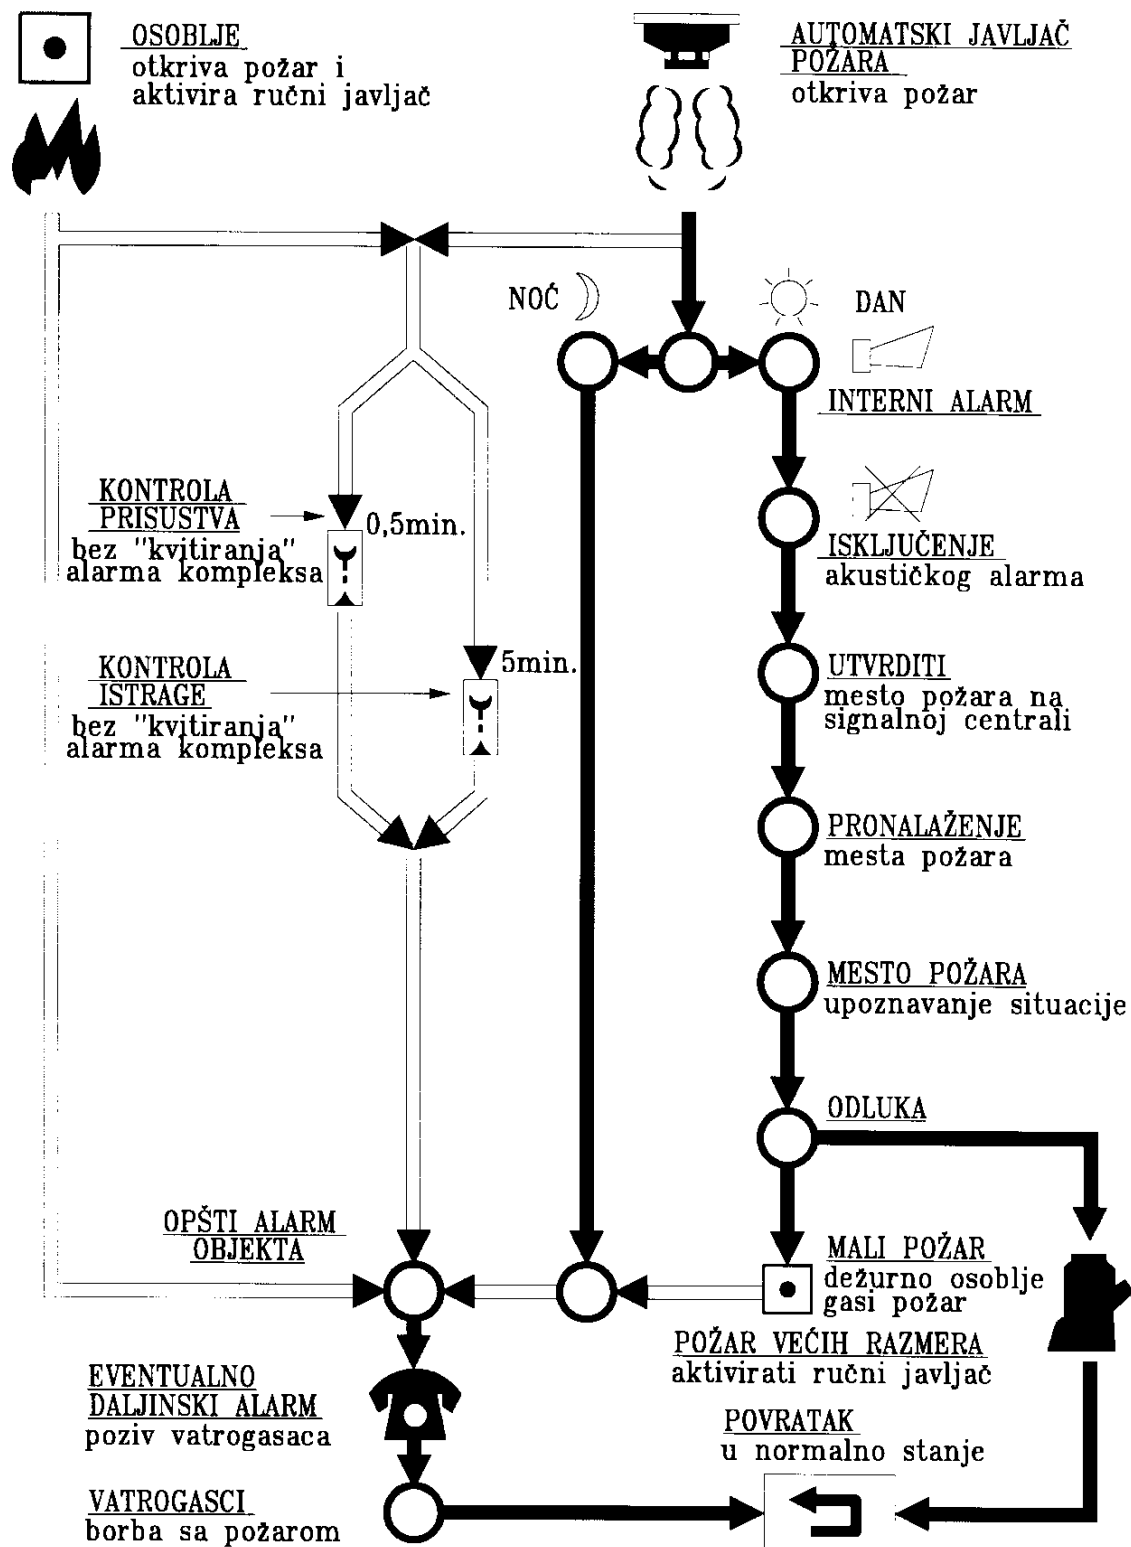 OSOBLJE
otkriva požar i
aktivira ručni javljač
AUTOMATSKI JAVLJAČ
POŽARA
otkriva požar
NOĆ
DAN
INTERNI ALARM
KONTROLA
PRISUSTVA
bez "kvitiranja"
alarma kompleksa
0,5min.
ISKLJUČENJE
akustičkog alarma
KONTROLA
ISTRAGE
bez "kvitiranja"
alarma kompleksa
5min.
UTVRDITI
mesto požara na
signalnoj centrali
PRONALAŽENJE
mesta požara
MESTO POŽARA
upoznavanje situacije
ODLUKA
OPŠTI ALARM
OBJEKTA
MALI POŽAR
dežurno osoblje
gasi požar
POŽAR VEĆIH RAZMERA
aktivirati ručni javljač
EVENTUALNO
DALJINSKI ALARM
poziv vatrogasaca
POVRATAK
u normalno stanje
VATROGASCI
borba sa požarom